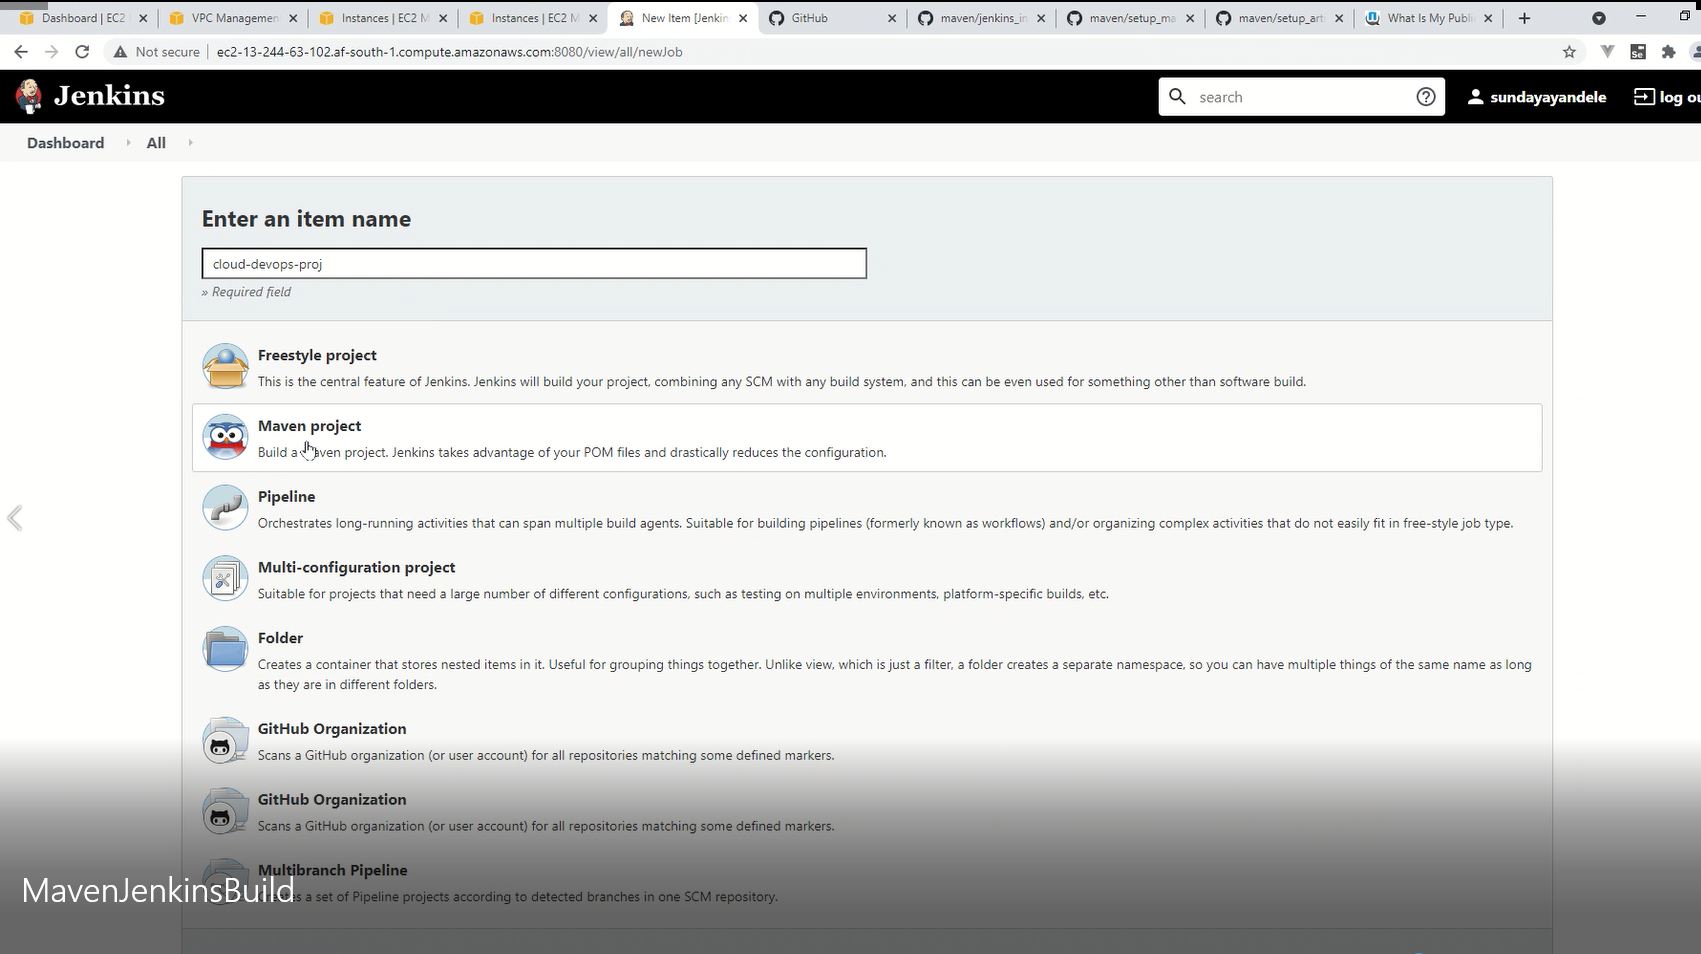 Dashboard | EC2
VPC Managemen
Instances | EC2 M
Instances | EC2 M
New Item [Jenkin
GitHub
maven/jenkins_in
maven/setup_ma
maven/setup_art
What Is My Publi
Not secure
ec2-13-244-63-102.af-south-1.compute.amazonaws.com:8080/view/all/newJob
Jenkins
search
sundayayandele
log ou
Dashboard
All
Enter an item name
cloud-devops-proj
» Required field
Freestyle project
This is the central feature of Jenkins. Jenkins will build your project, combining any SCM with any build system, and this can be even used for something other than software build.
Maven project
Build a Maven project. Jenkins takes advantage of your POM files and drastically reduces the configuration.
Pipeline
Orchestrates long-running activities that can span multiple build agents. Suitable for building pipelines (formerly known as workflows) and/or organizing complex activities that do not easily fit in free-style job type.
Multi-configuration project
Suitable for projects that need a large number of different configurations, such as testing on multiple environments, platform-specific builds, etc.
Folder
Creates a container that stores nested items in it. Useful for grouping things together. Unlike view, which is just a filter, a folder creates a separate namespace, so you can have multiple things of the same name as long
as they are in different folders.
GitHub Organization
Scans a GitHub organization (or user account) for all repositories matching some defined markers.
GitHub Organization
Scans a GitHub organization (or user account) for all repositories matching some defined markers.
Multibranch Pipeline
Creates a set of Pipeline projects according to detected branches in one SCM repository.
MavenJenkinsBuild